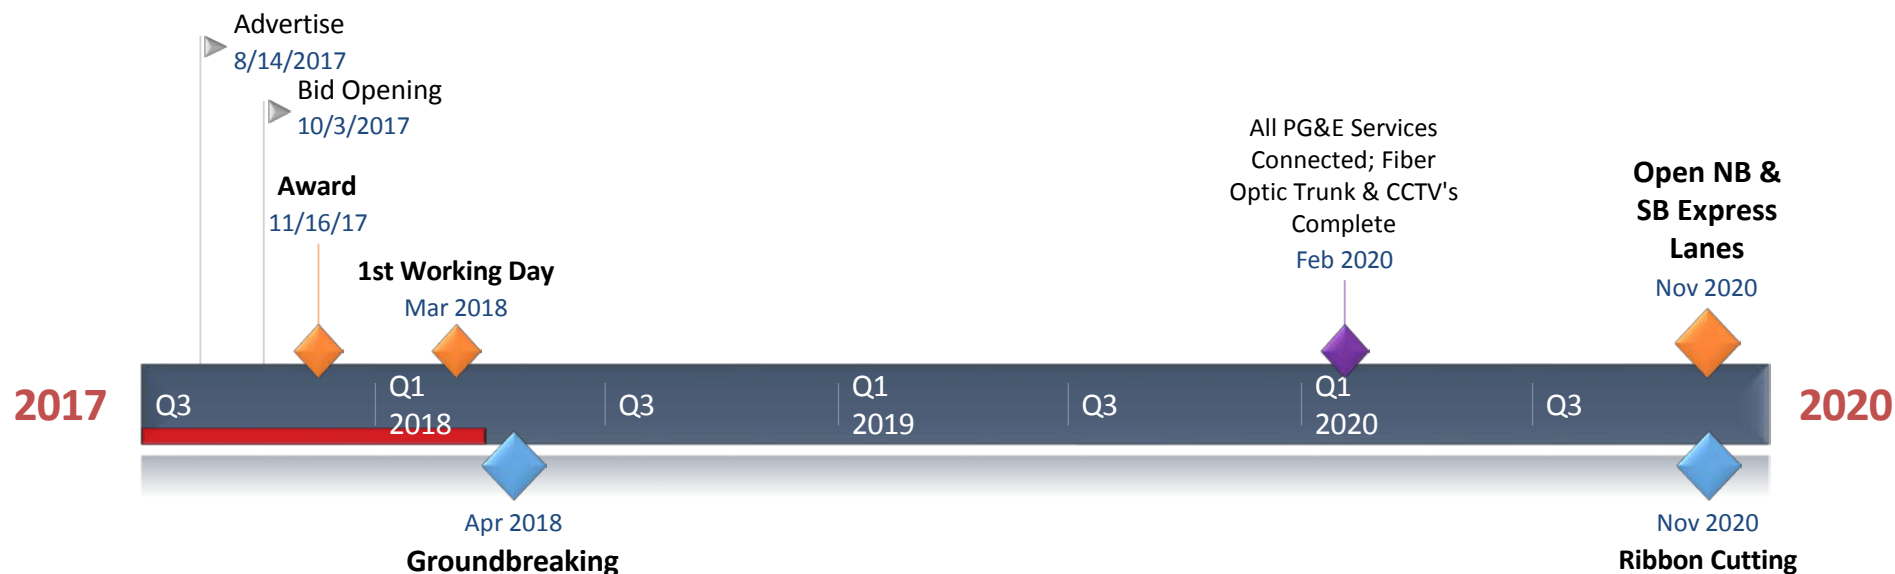 Advertise
8/14/2017
Bid Opening
10/3/2017
Award
11/16/17
1st Working Day
Mar 2018
All PG&E Services
Connected; Fiber
Optic Trunk & CCTV's
Complete
Feb 2020
Open NB &
SB Express
Lanes
Nov 2020
2017
Q3
Q1
2018
Q3
Q1
2019
Q3
Q1
2020
Q3
2020
Apr 2018
Groundbreaking
Nov 2020
Ribbon Cutting